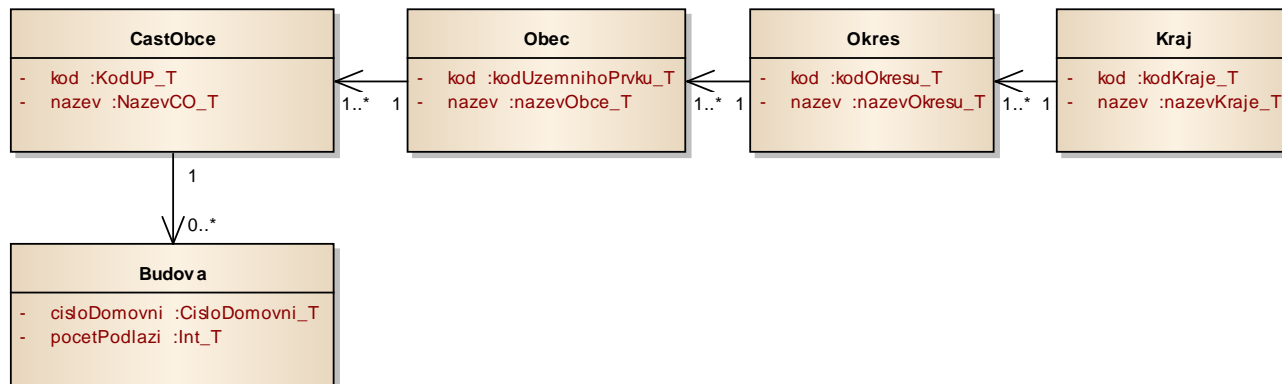 CastObce
- kod :KodUP_T
- nazev :NazevCO_T
Obec
- kod :kodUzemnihoPrvku_T
- nazev :nazevObce_T
Okres
- kod :kodOkresu_T
- nazev :nazevOkresu_T
Kraj
- kod :kodKraje_T
- nazev :nazevKraje_T
1..* 1
1..* 1
1..* 1
1
0..*
Budova
- cisloDomovni :CisloDomovni_T
- pocetPodlazi :Int_T